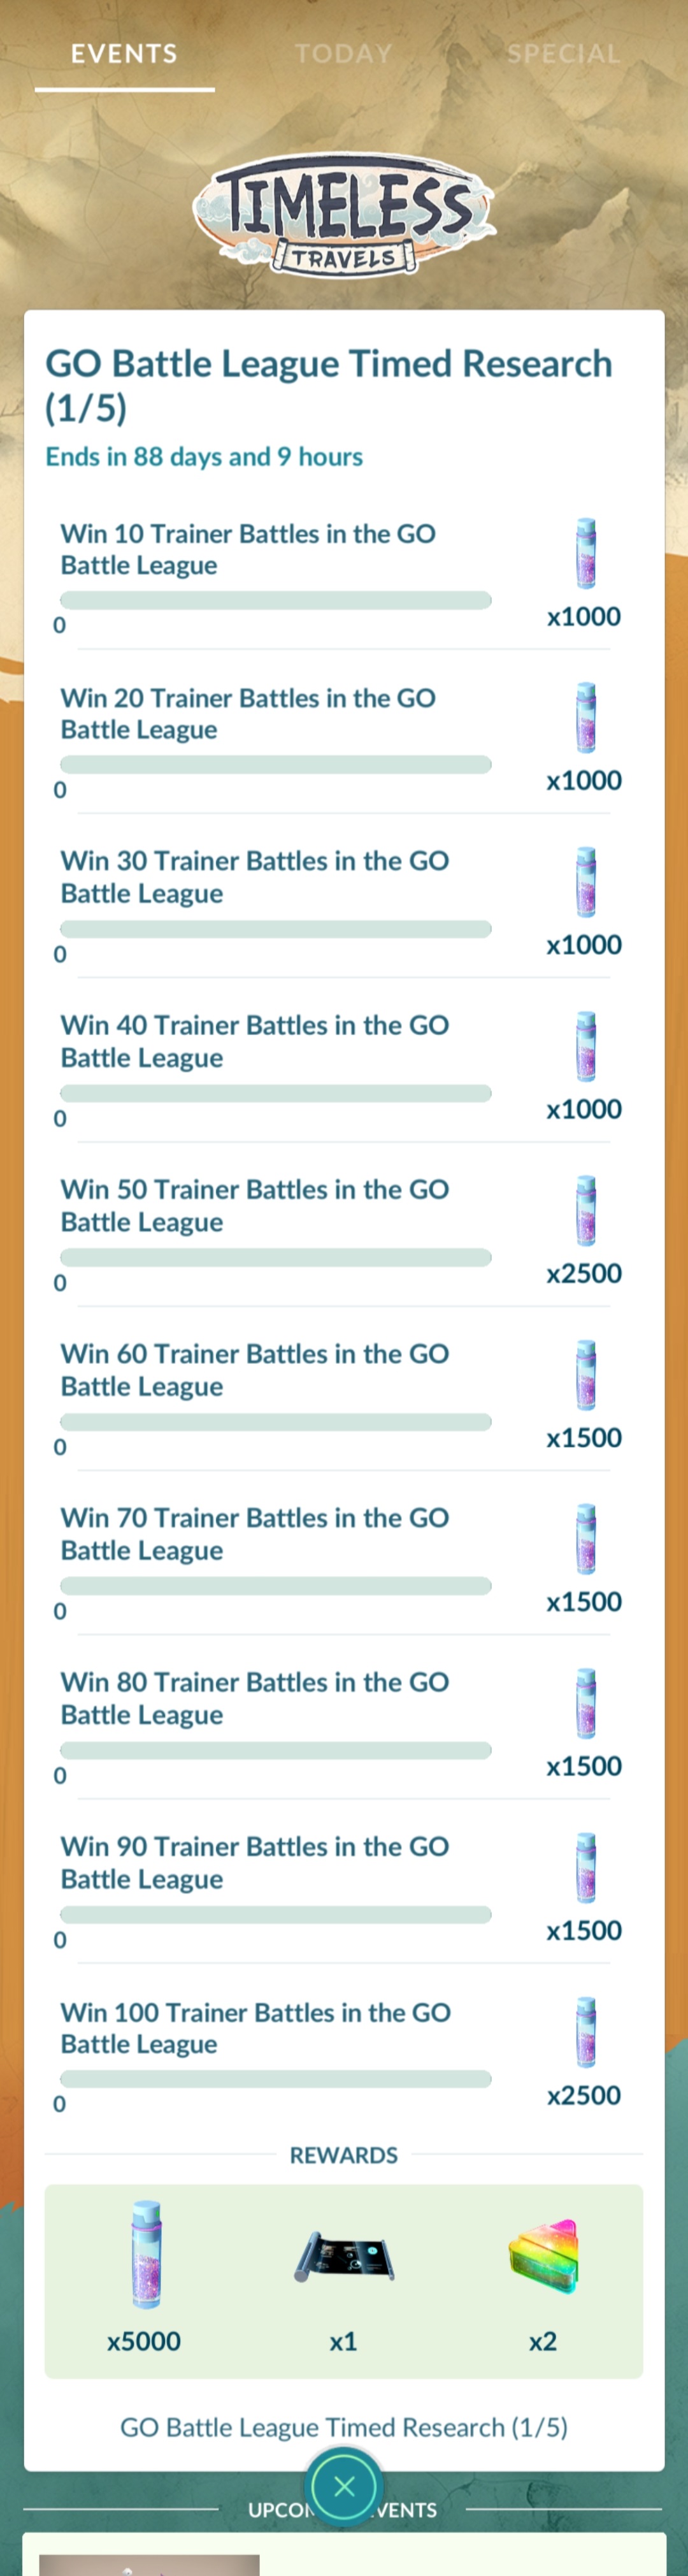 EVENTS TODAY SPECIAL
TIMELESS
TRAVELS
GO Battle League Timed Research
(1/5)
Ends in 88 days and 9 hours
Win 10 Trainer Battles in the GO
Battle League
0
x1000
Win 20 Trainer Battles in the GO
Battle League
0
x1000
Win 30 Trainer Battles in the GO
Battle League
0
x1000
Win 40 Trainer Battles in the GO
Battle League
0
x1000
Win 50 Trainer Battles in the GO
Battle League
0
x2500
Win 60 Trainer Battles in the GO
Battle League
0
x1500
Win 70 Trainer Battles in the GO
Battle League
0
x1500
Win 80 Trainer Battles in the GO
Battle League
0
x1500
Win 90 Trainer Battles in the GO
Battle League
0
x1500
Win 100 Trainer Battles in the GO
Battle League
0
x2500
REWARDS
x5000 x1 x2
GO Battle League Timed Research (1/5)